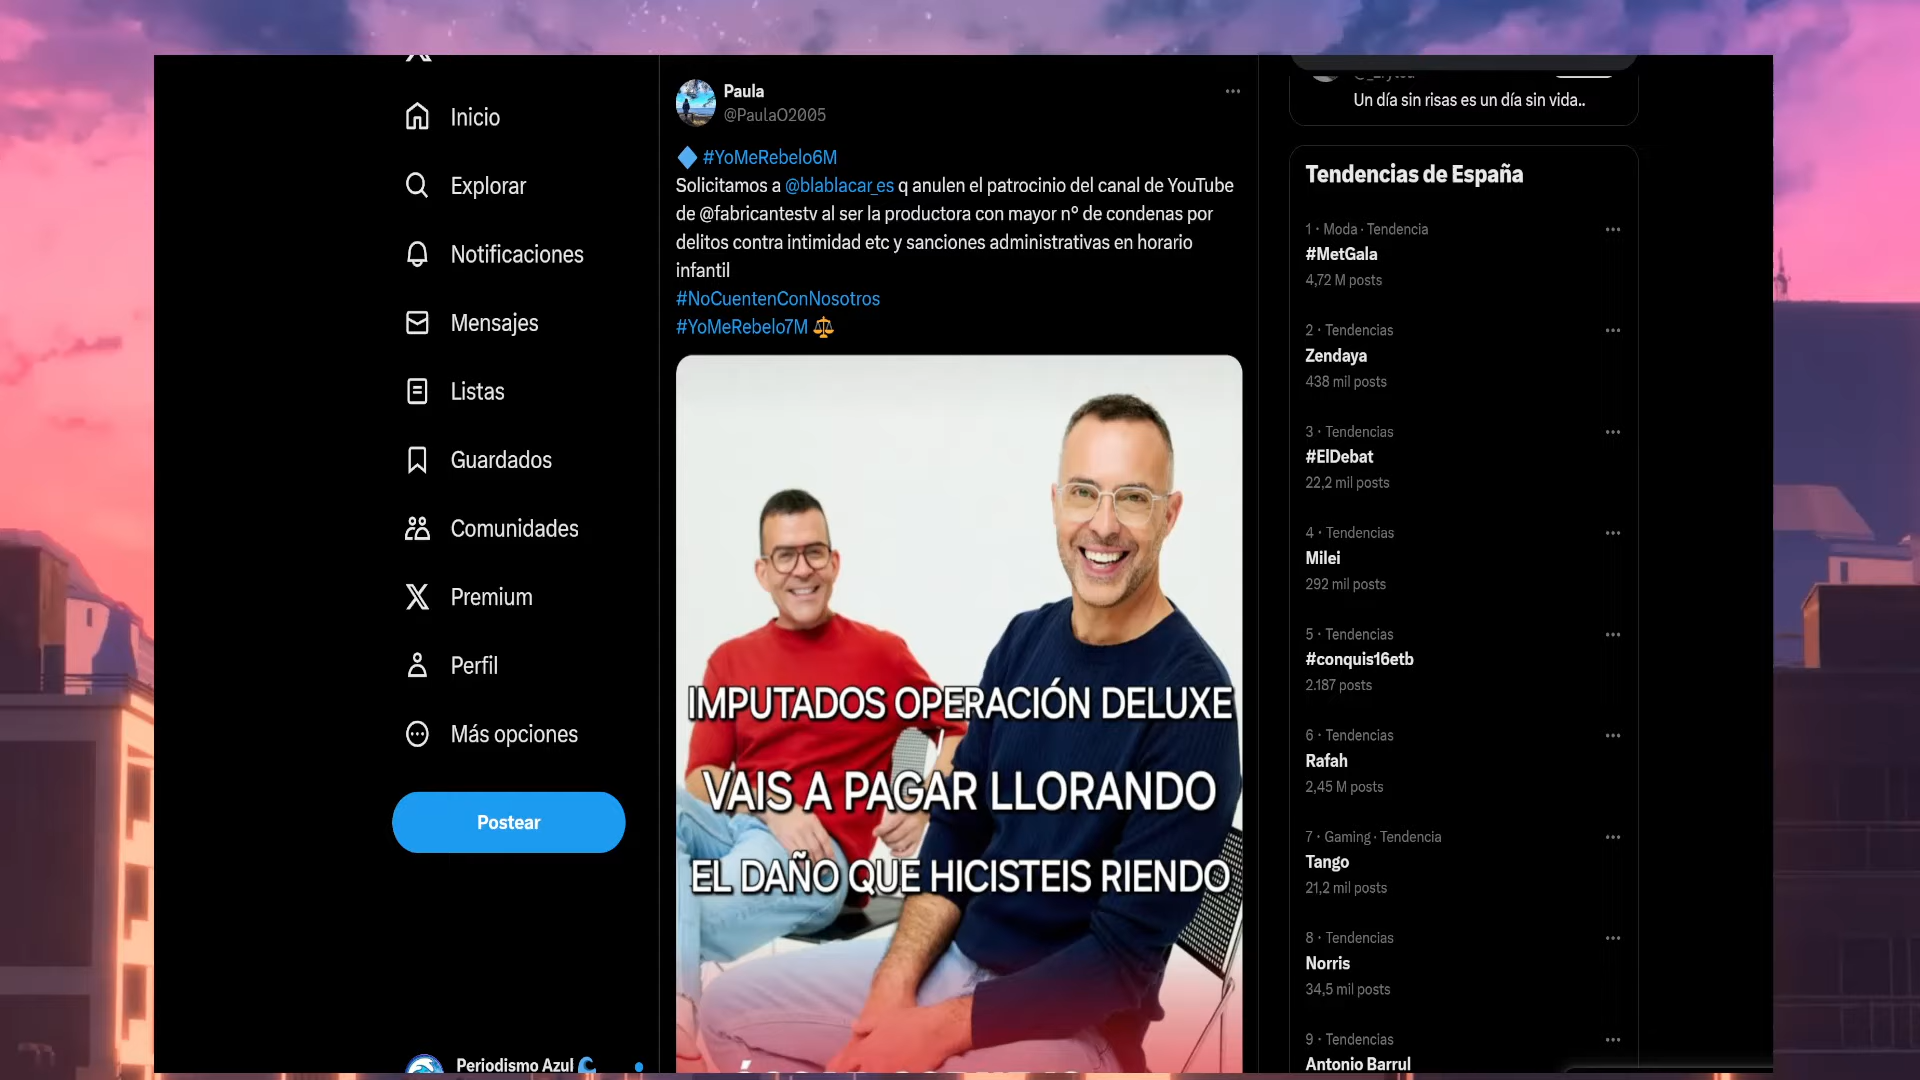 Inicio
Explorar
Notificaciones
Mensajes
Listas
Guardados
Comunidades
Premium
Perfil
Más opciones
Postear
Periodismo Azul
Paula
@PaulaO2005
#YoMeRebelo6M
Solicitamos a @blablacar_es q anulen el patrocinio del canal de YouTube
de @fabricantestv al ser la productora con mayor nº de condenas por
delitos contra intimidad etc y sanciones administrativas en horario
infantil
#NoCuentenConNosotros
#YoMeRebelo7M
IMPUTADOS OPERACIÓN DELUXE
VAIS A PAGAR LLORANDO
EL DAÑO QUE HICISTEIS RIENDO
Un día sin risas es un día sin vida..
Tendencias de España
1 · Moda · Tendencia
#MetGala
4,72 M posts
2 · Tendencias
Zendaya
438 mil posts
3 · Tendencias
#ElDebat
22,2 mil posts
4 · Tendencias
Milei
292 mil posts
5 · Tendencias
#conquis16etb
2.187 posts
6 · Tendencias
Rafah
2,45 M posts
7 · Gaming · Tendencia
Tango
21,2 mil posts
8 · Tendencias
Norris
34,5 mil posts
9 · Tendencias
Antonio Barrul